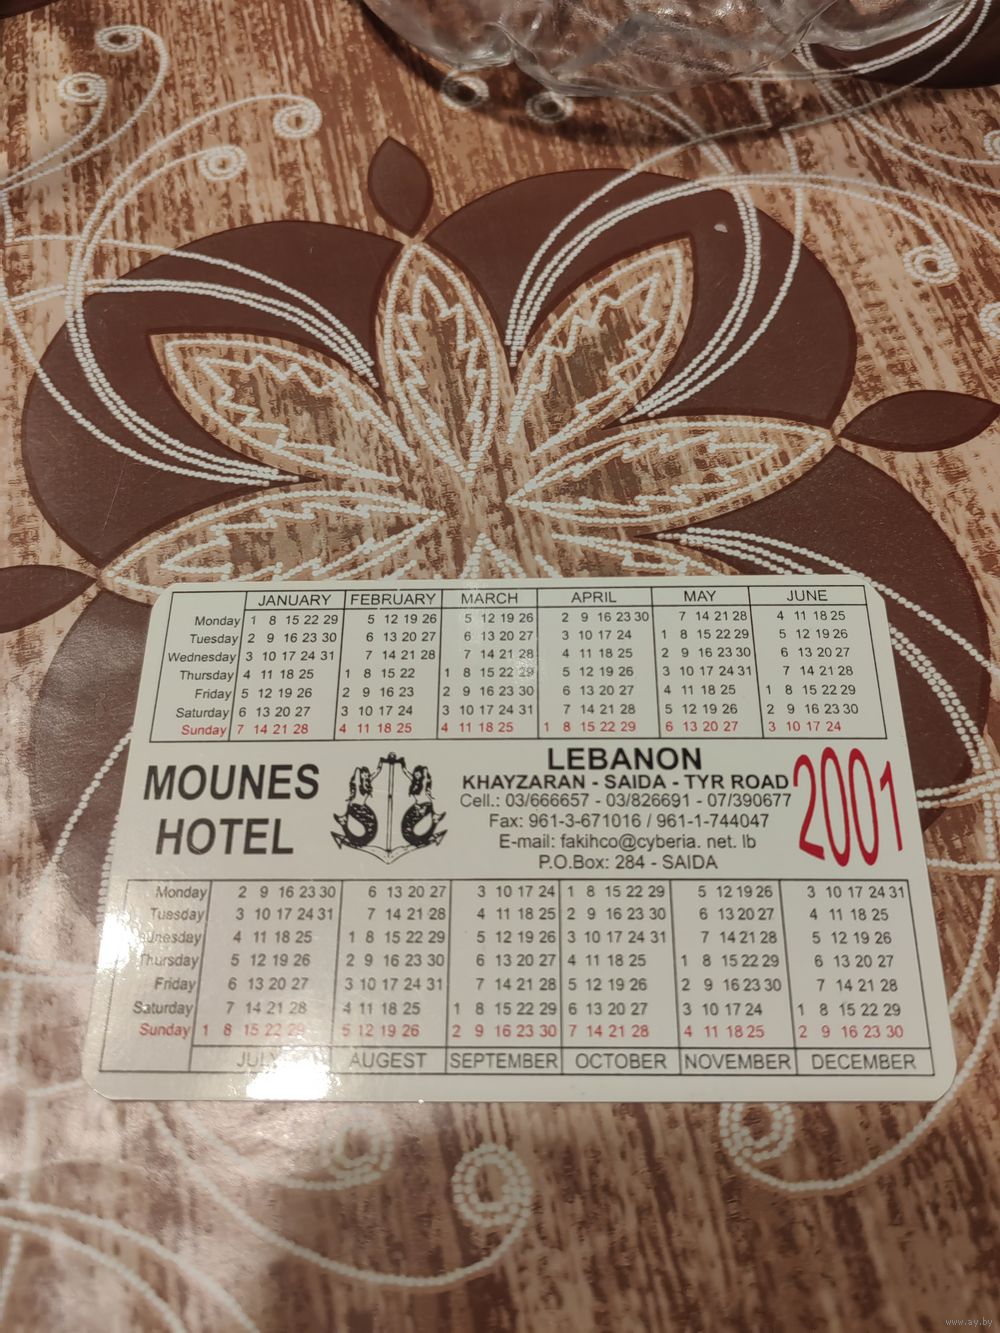 JANUARY FEBRUARY MARCH APRIL MAY JUNE
Monday 1 8 15 22 29 5 12 19 26 5 12 19 26 2 9 16 23 30 7 14 21 28 4 11 18 25
Tuesday 2 9 16 23 30 6 13 20 27 6 13 20 27 3 10 17 24 1 8 15 22 29 5 12 19 26
Wednesday 3 10 17 24 31 7 14 21 28 7 14 21 28 4 11 18 25 2 9 16 23 30 6 13 20 27
Thursday 4 11 18 25 1 8 15 22 1 8 15 22 29 5 12 19 26 3 10 17 24 31 7 14 21 28
Friday 5 12 19 26 2 9 16 23 2 9 16 23 30 6 13 20 27 4 11 18 25 1 8 15 22 29
Saturday 6 13 20 27 3 10 17 24 3 10 17 24 31 7 14 21 28 5 12 19 26 2 9 16 23 30
Sunday 7 14 21 28 4 11 18 25 4 11 18 25 1 8 15 22 29 6 13 20 27 3 10 17 24
MOUNES
HOTEL
LEBANON
KHAYZARAN - SAIDA - TYR ROAD
Cell.: 03/666657 - 03/826691 - 07/390677
Fax: 961-3-671016 / 961-1-744047
E-mail: fakihco@cyberia. net. lb
P.O.Box: 284 - SAIDA
2001
Monday 2 9 16 23 30 6 13 20 27 3 10 17 24 1 8 15 22 29 5 12 19 26 3 10 17 24 31
Tuesday 3 10 17 24 31 7 14 21 28 4 11 18 25 2 9 16 23 30 6 13 20 27 4 11 18 25
Wednesday 4 11 18 25 1 8 15 22 29 5 12 19 26 3 10 17 24 31 7 14 21 28 5 12 19 26
Thursday 5 12 19 26 2 9 16 23 30 6 13 20 27 4 11 18 25 1 8 15 22 29 6 13 20 27
Friday 6 13 20 27 3 10 17 24 31 7 14 21 28 5 12 19 26 2 9 16 23 30 7 14 21 28
Saturday 7 14 21 28 4 11 18 25 1 8 15 22 29 6 13 20 27 3 10 17 24 1 8 15 22 29
Sunday 1 8 15 22 29 5 12 19 26 2 9 16 23 30 7 14 21 28 4 11 18 25 2 9 16 23 30
JULY AUGEST SEPTEMBER OCTOBER NOVEMBER DECEMBER
www.ay.by